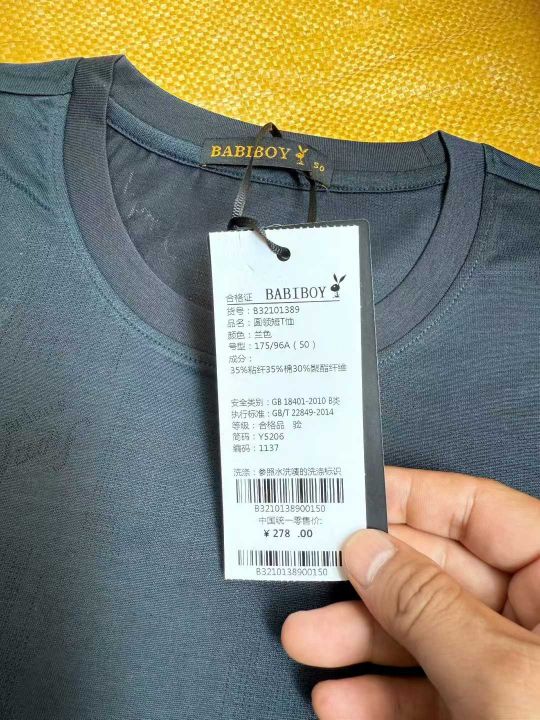 BABIBOY
50
合格证 BABIBOY
货号：B32101389
品名：圆领短T恤
颜色：兰色
号型：175/96A（50）
成分：
35%粘纤35%棉30%聚酯纤维
安全类别：GB 18401-2010 B类
执行标准：GB/T 22849-2014
等级：合格品 验
简码：Y5206
编码：1137
洗涤：参照水洗唛的洗涤标识
B3210138900150
中国统一零售价:
¥ 278 .00
B3210138900150